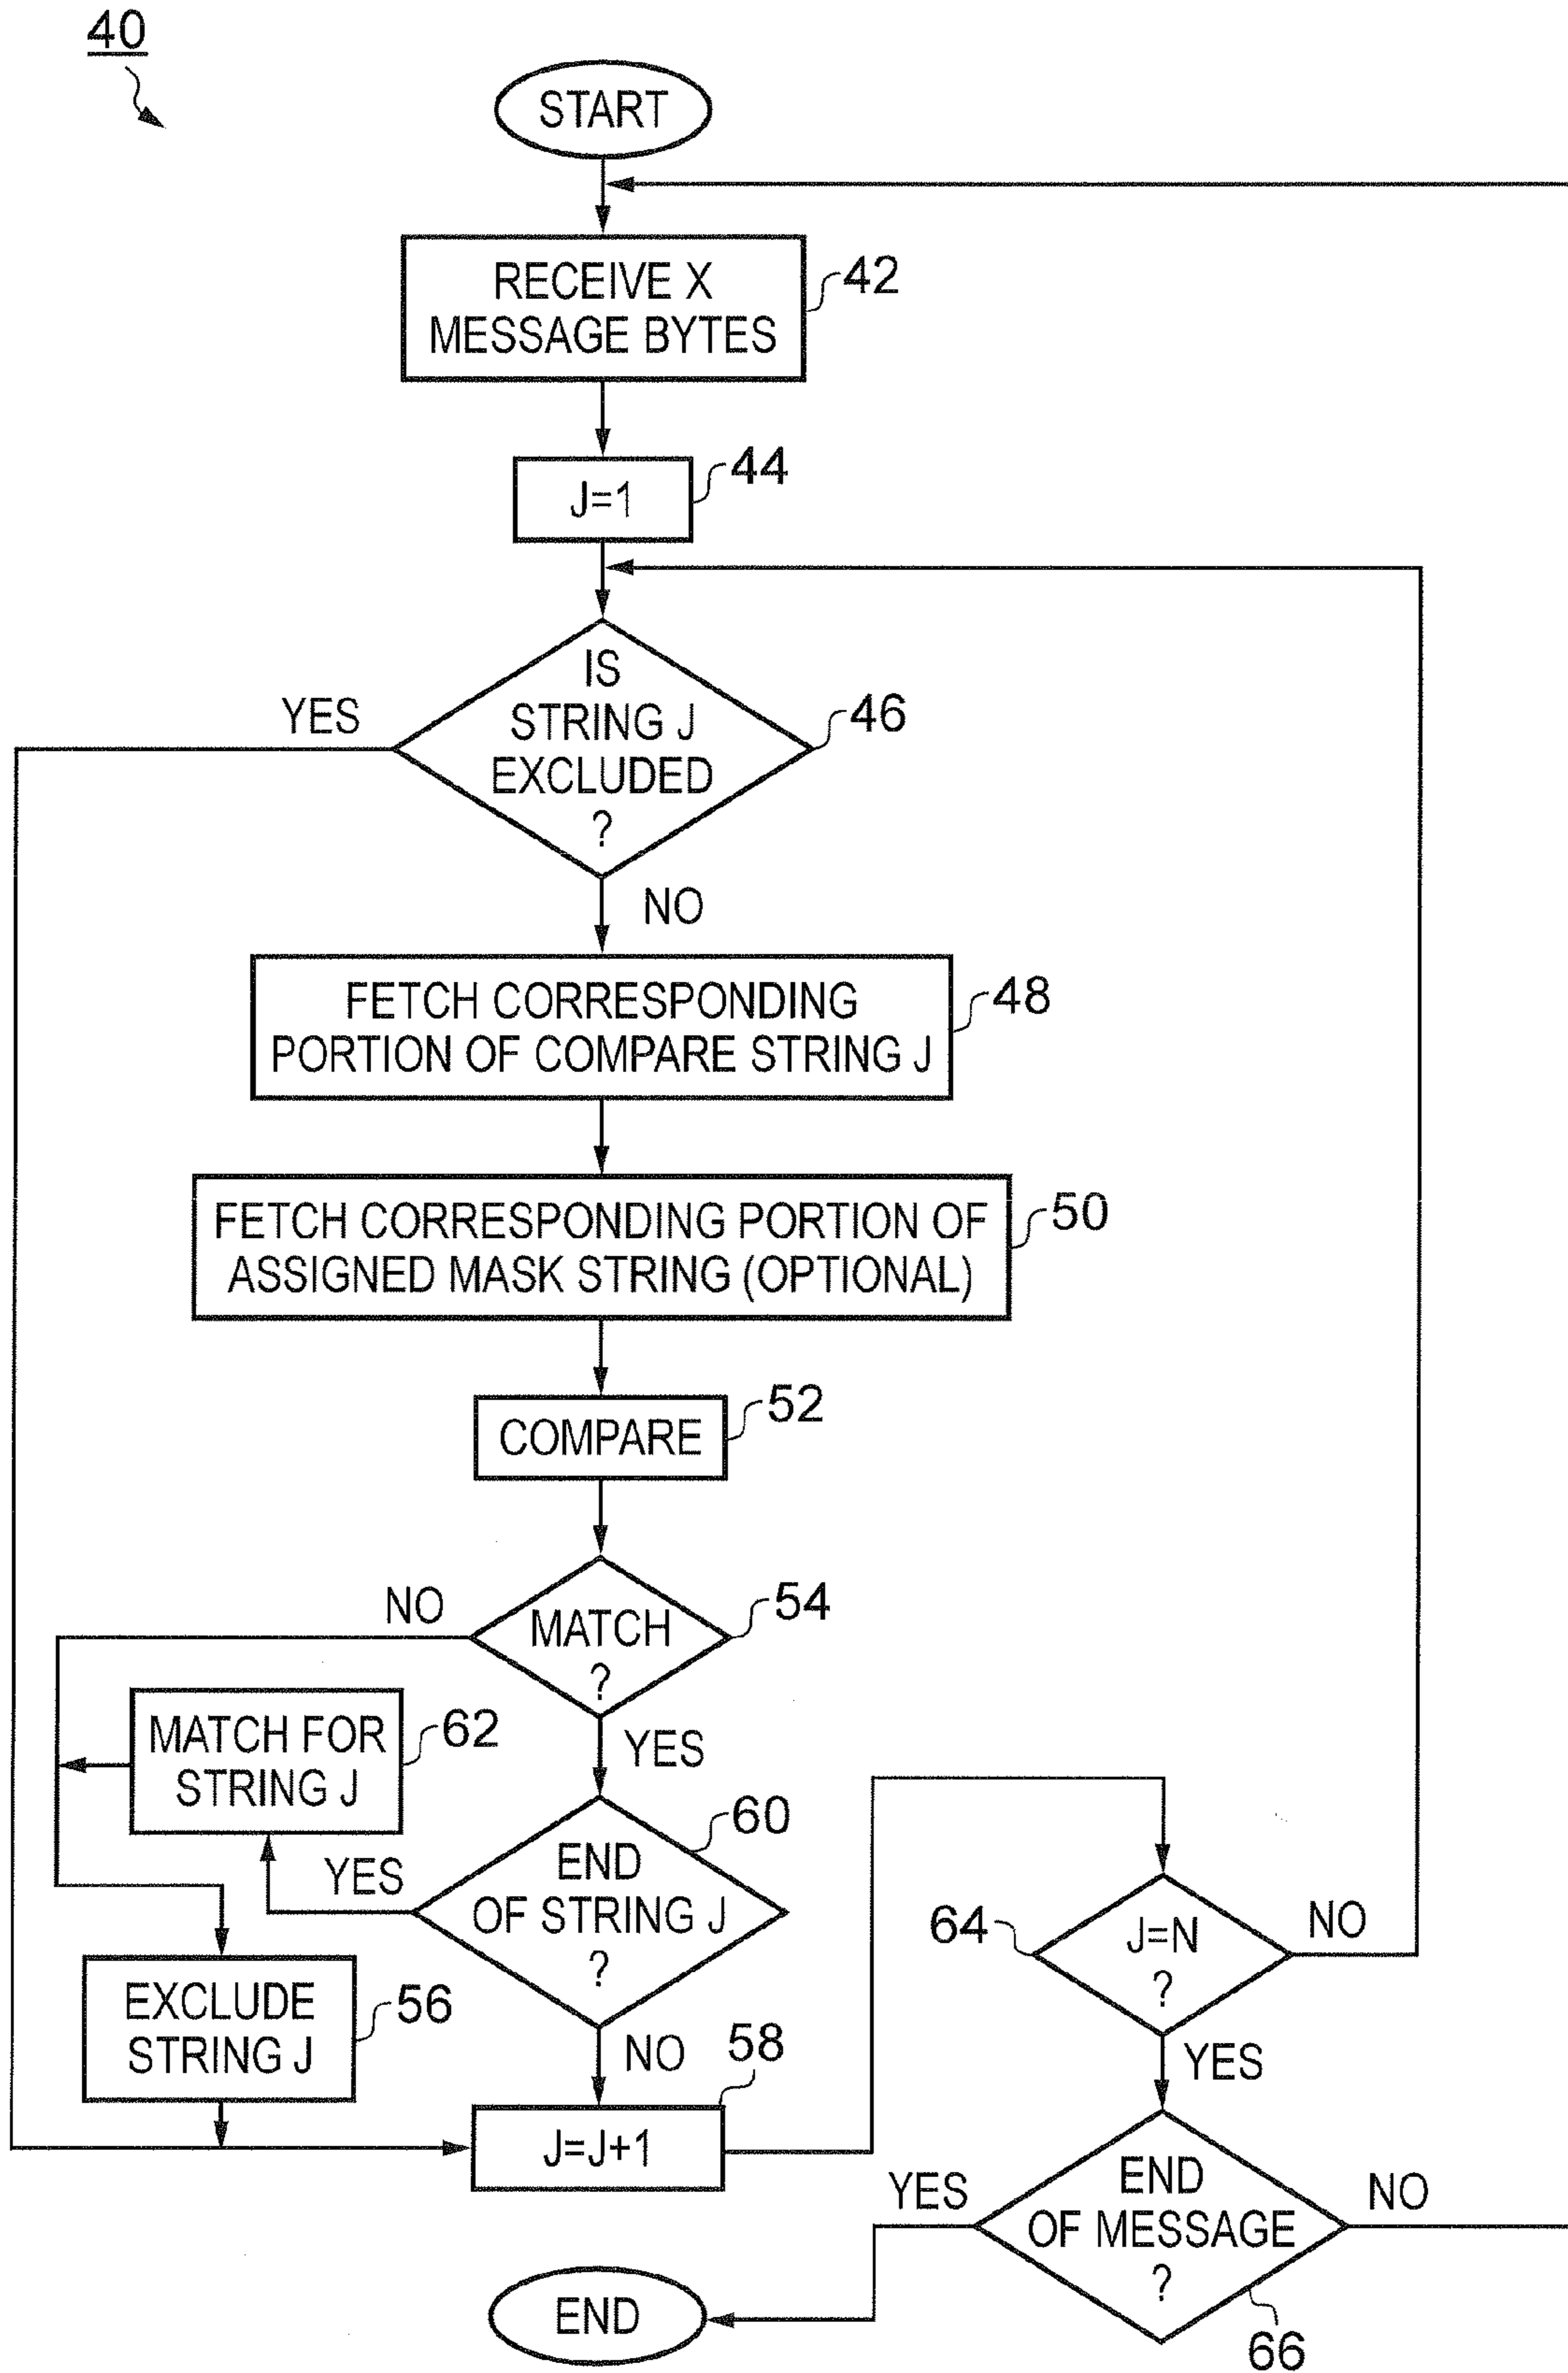 40
START
RECEIVE X
MESSAGE BYTES
42
J=1
44
IS
STRING J
EXCLUDED
?
46
YES
NO
FETCH CORRESPONDING
PORTION OF COMPARE STRING J
48
FETCH CORRESPONDING PORTION OF
ASSIGNED MASK STRING (OPTIONAL)
50
COMPARE
52
MATCH
?
54
NO
YES
MATCH FOR
STRING J
62
END
OF STRING J
?
60
YES
NO
EXCLUDE
STRING J
56
J=J+1
58
J=N
?
64
NO
YES
END
OF MESSAGE
?
66
YES
NO
END